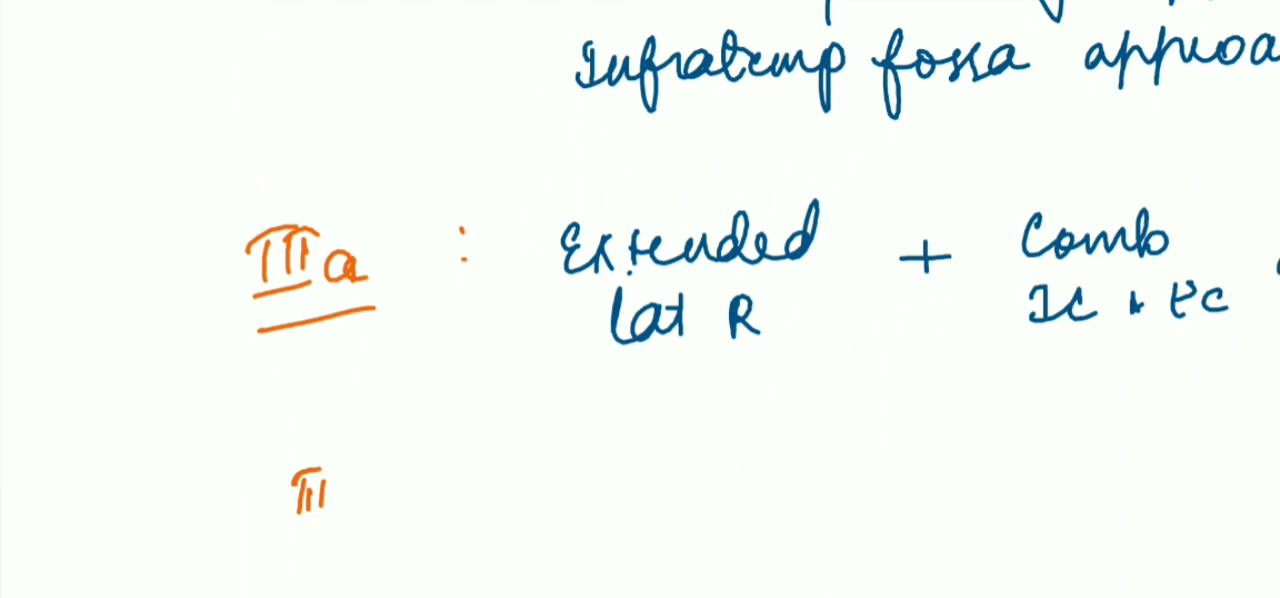 Infratemp fossa approa
IIIa : Extended + Comb
lat R IC + EC
III